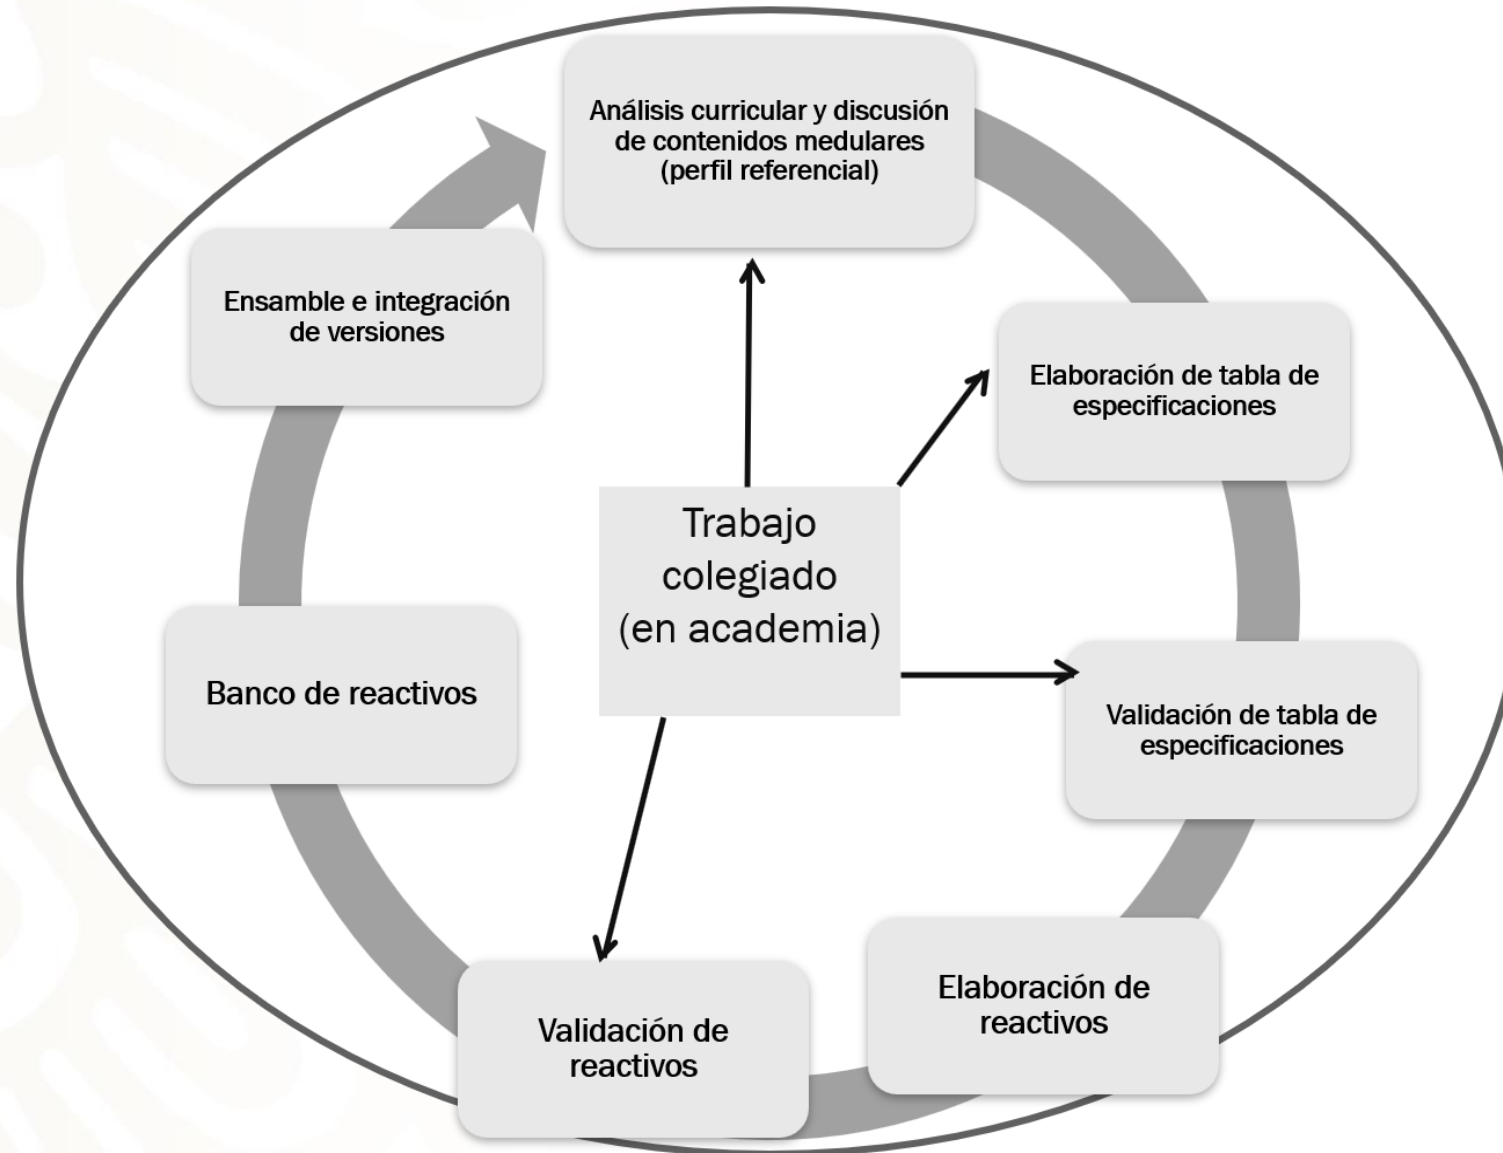 Análisis curricular y discusión
de contenidos medulares
(perfil referencial)
Elaboración de tabla de
especificaciones
Validación de tabla de
especificaciones
Elaboración de
reactivos
Validación de
reactivos
Banco de reactivos
Ensamble e integración
de versiones
Trabajo
colegiado
(en academia)